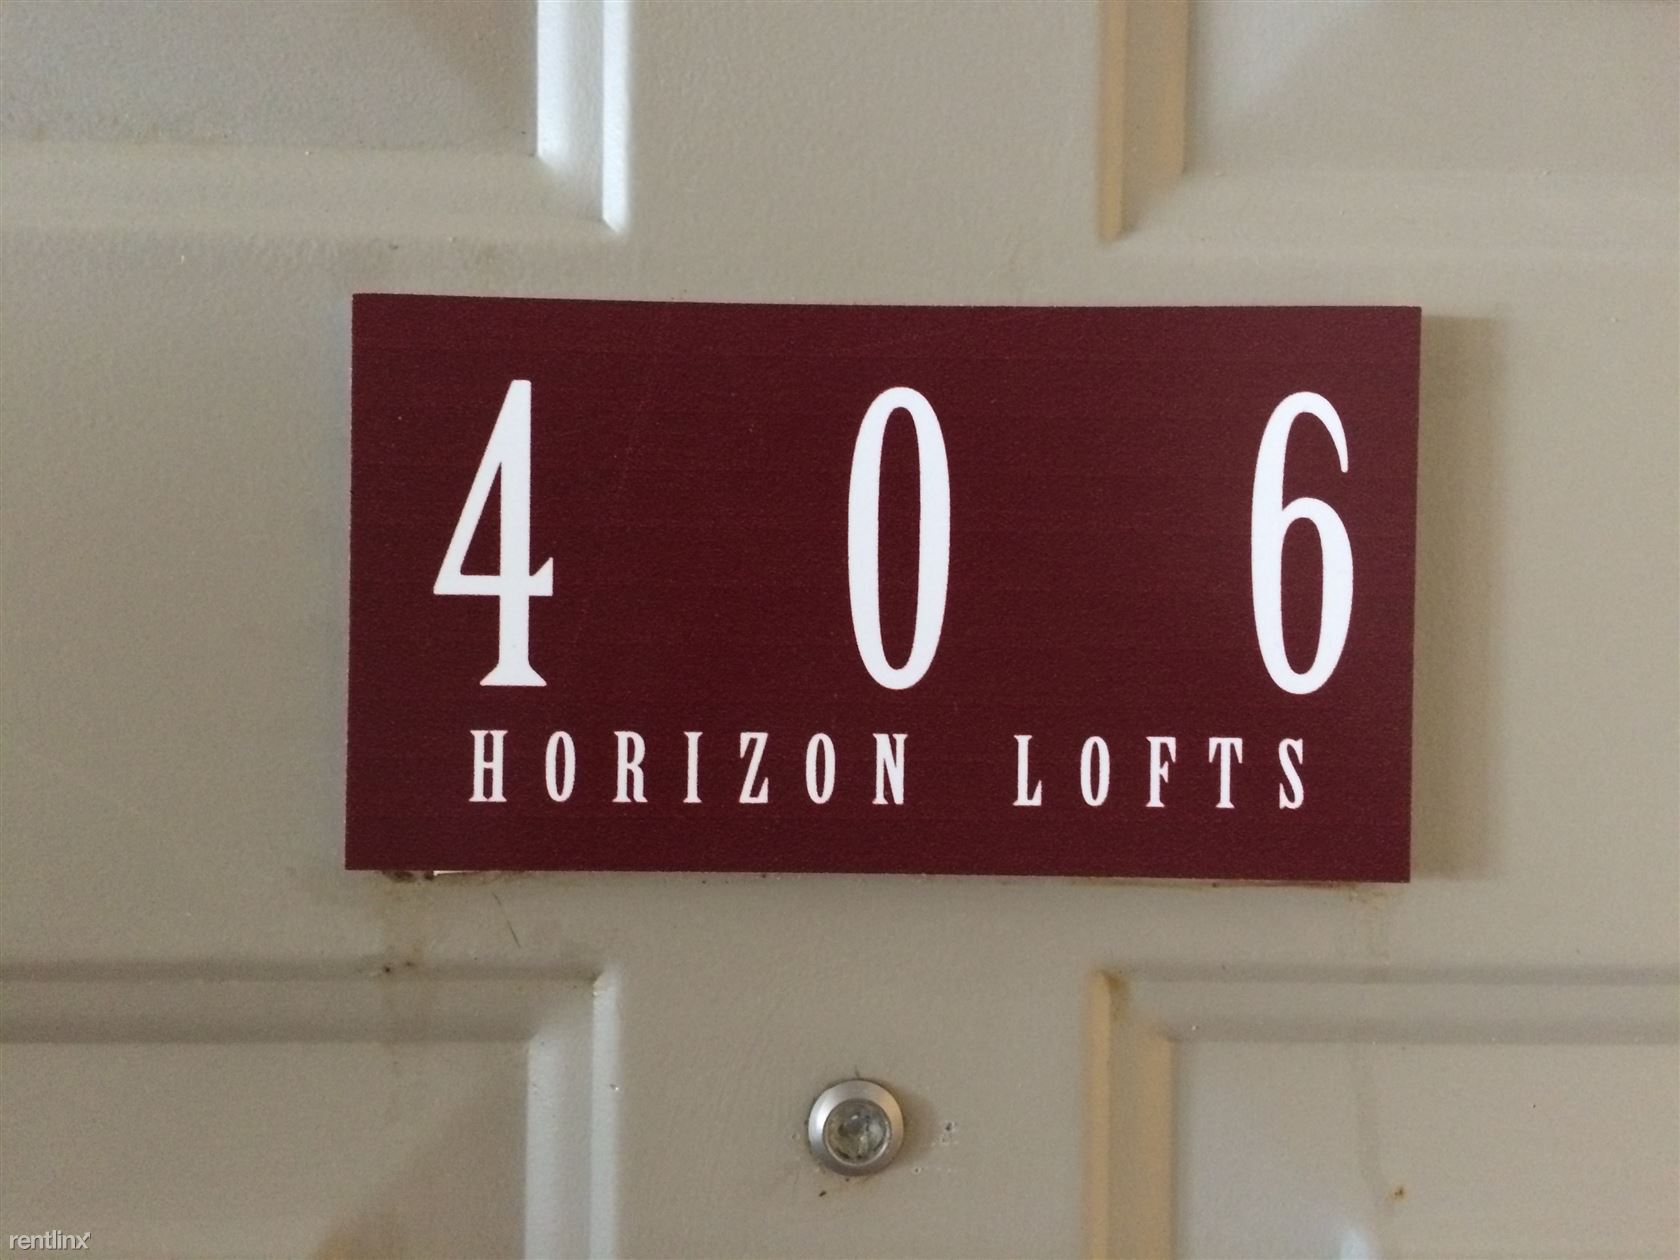 4 0 6
HORIZON LOFTS
rentlinx